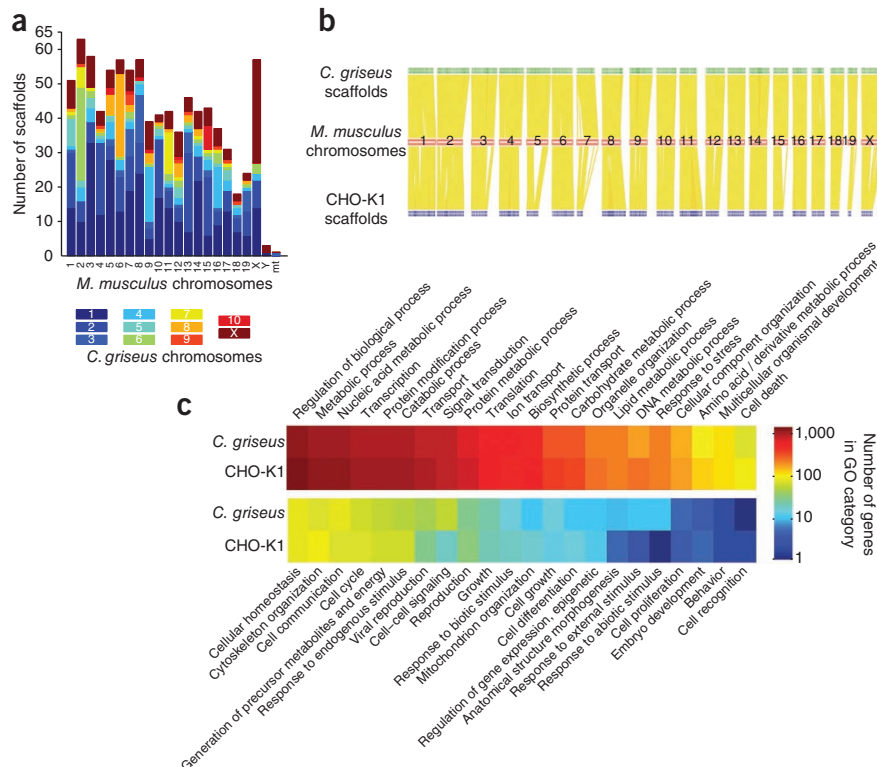 a
65
60
50
40
30
20
10
0
Number of scaffolds
1 2 3 4 5 6 7 8 9 10 11 12 13 14 15 16 17 18 19 X Y mt
M. musculus chromosomes
1 4 7 10
2 5 8 X
3 6 9
C. griseus chromosomes
b
C. griseus
scaffolds
M. musculus
chromosomes
1 2 3 4 5 6 7 8 9 10 11 12 13 14 15 16 17 18 19 X
CHO-K1
scaffolds
c
Regulation of biological process
Metabolic process
Nucleic acid metabolic process
Transcription
Protein modification process
Catabolic process
Transport
Signal transduction
Protein metabolic process
Translation
Ion transport
Biosynthetic process
Protein transport
Carbohydrate metabolic process
Organelle organization
Lipid metabolic process
DNA metabolic process
Response to stress
Cellular component organization
Amino acid / derivative metabolic process
Multicellular organismal development
Cell death
C. griseus
CHO-K1
C. griseus
CHO-K1
1,000
100
10
1
Number of genes
in GO category
Cellular homeostasis
Cytoskeleton organization
Cell communication
Cell cycle
Generation of precursor metabolites and energy
Response to endogenous stimulus
Viral reproduction
Cell–cell signaling
Reproduction
Growth
Response to biotic stimulus
Mitochondrion organization
Cell growth
Cell differentiation
Regulation of gene expression, epigenetic
Anatomical structure morphogenesis
Response to external stimulus
Response to abiotic stimulus
Cell proliferation
Embryo development
Behavior
Cell recognition